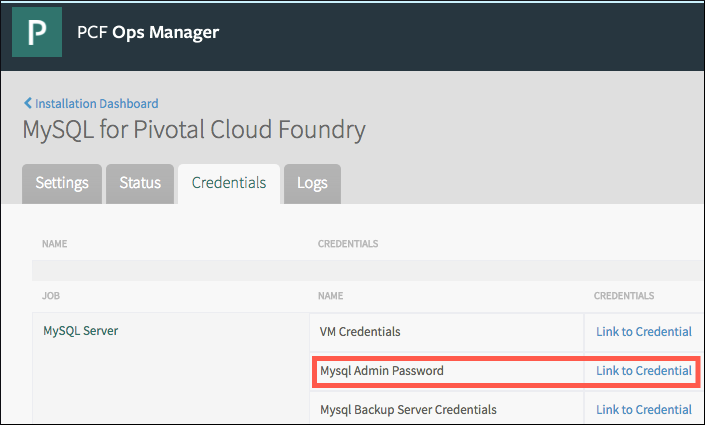 P PCF Ops Manager
Installation Dashboard
MySQL for Pivotal Cloud Foundry
Settings Status Credentials Logs
NAME CREDENTIALS
JOB NAME CREDENTIALS
MySQL Server VM Credentials Link to Credential
Mysql Admin Password Link to Credential
Mysql Backup Server Credentials Link to Credential